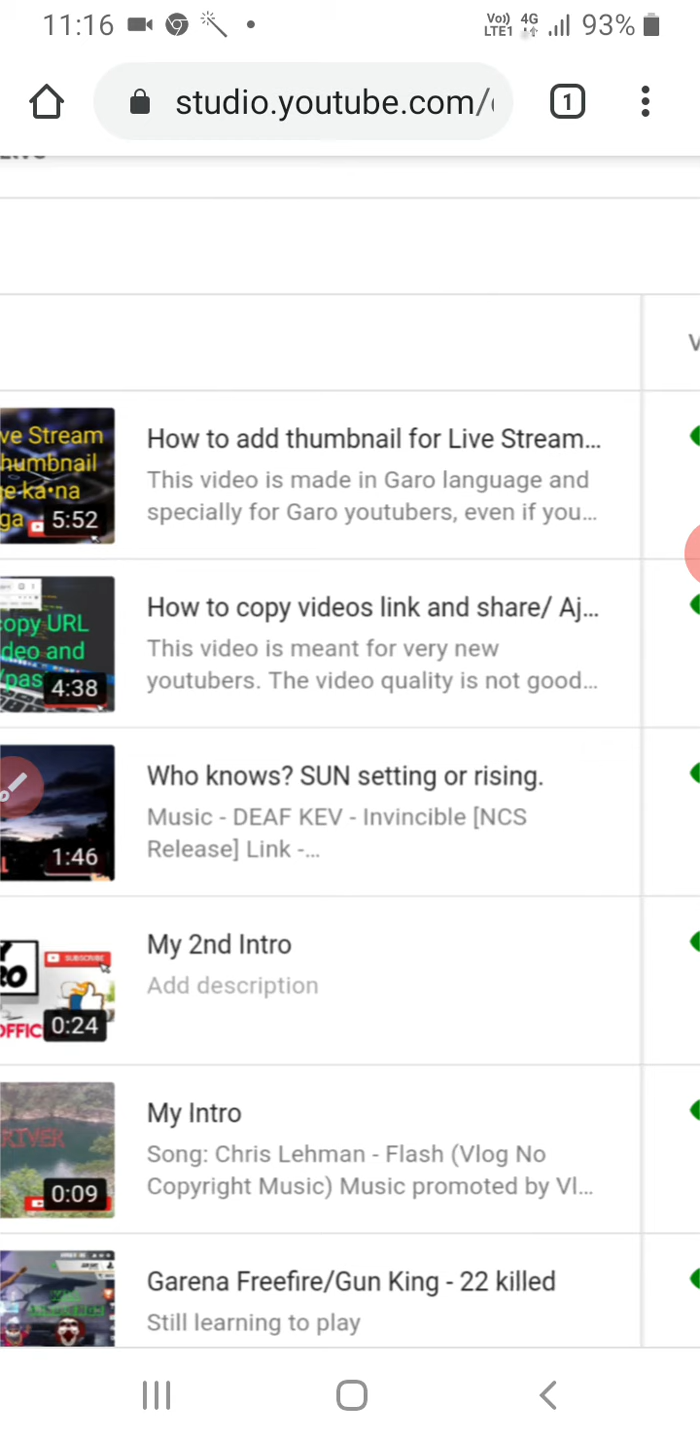 11:16
Vo)) LTE1 4G 93%
studio.youtube.com/
1
How to add thumbnail for Live Stream...
This video is made in Garo language and
specially for Garo youtubers, even if you...
ve Stream
humbnail
e ka•na
ga
5:52
How to copy videos link and share/ Aj...
This video is meant for very new
youtubers. The video quality is not good...
opy URL
deo and
/pas
4:38
Who knows? SUN setting or rising.
Music - DEAF KEV - Invincible [NCS
Release] Link -...
1:46
My 2nd Intro
Add description
SUBSCRIBE
OFFIC
0:24
My Intro
Song: Chris Lehman - Flash (Vlog No
Copyright Music) Music promoted by Vl...
RIVER
0:09
Garena Freefire/Gun King - 22 killed
Still learning to play